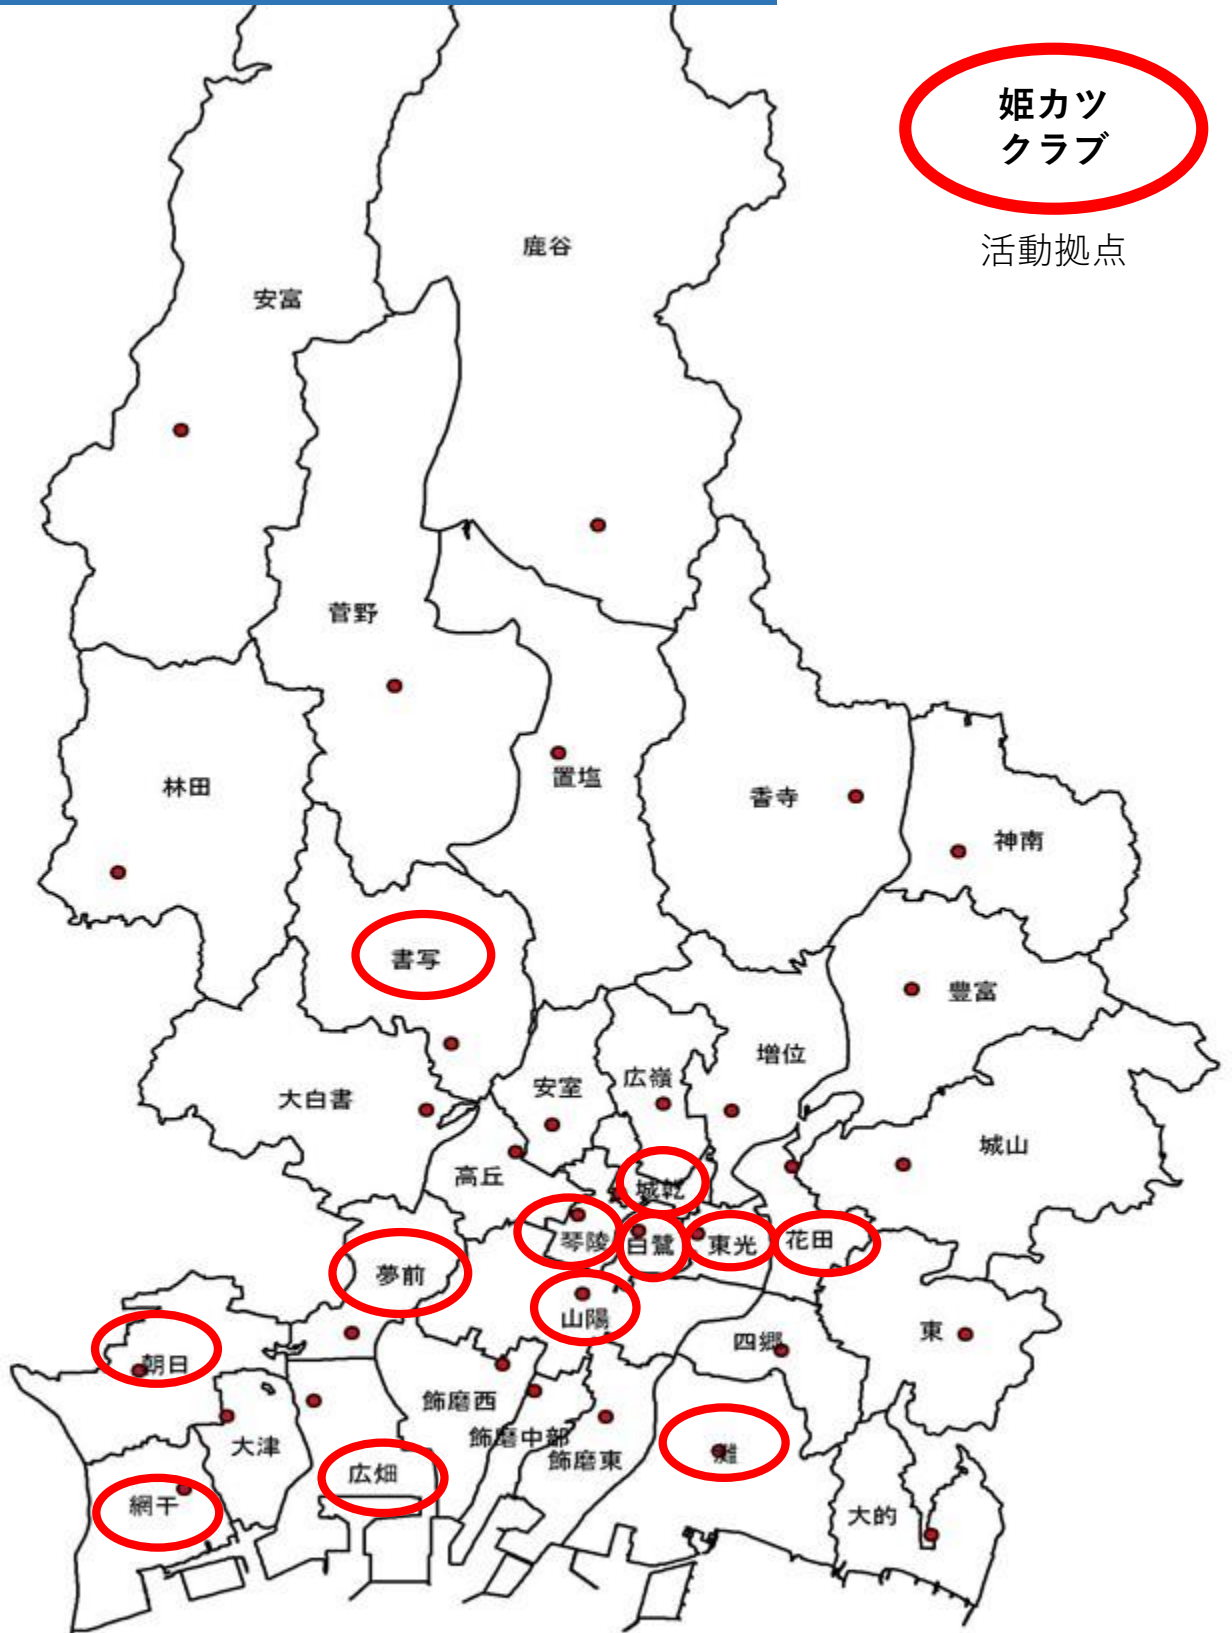 姫カツ
クラブ
活動拠点
鹿谷
安富
菅野
置塩
林田
香寺
神南
書写
豊富
増位
広嶺
安室
大白書
城山
高丘
城乾
琴陵
白鷺
東光
花田
夢前
山陽
四郷
東
朝日
飾磨西
飾磨中部
飾磨東
大津
灘
広畑
網干
大的